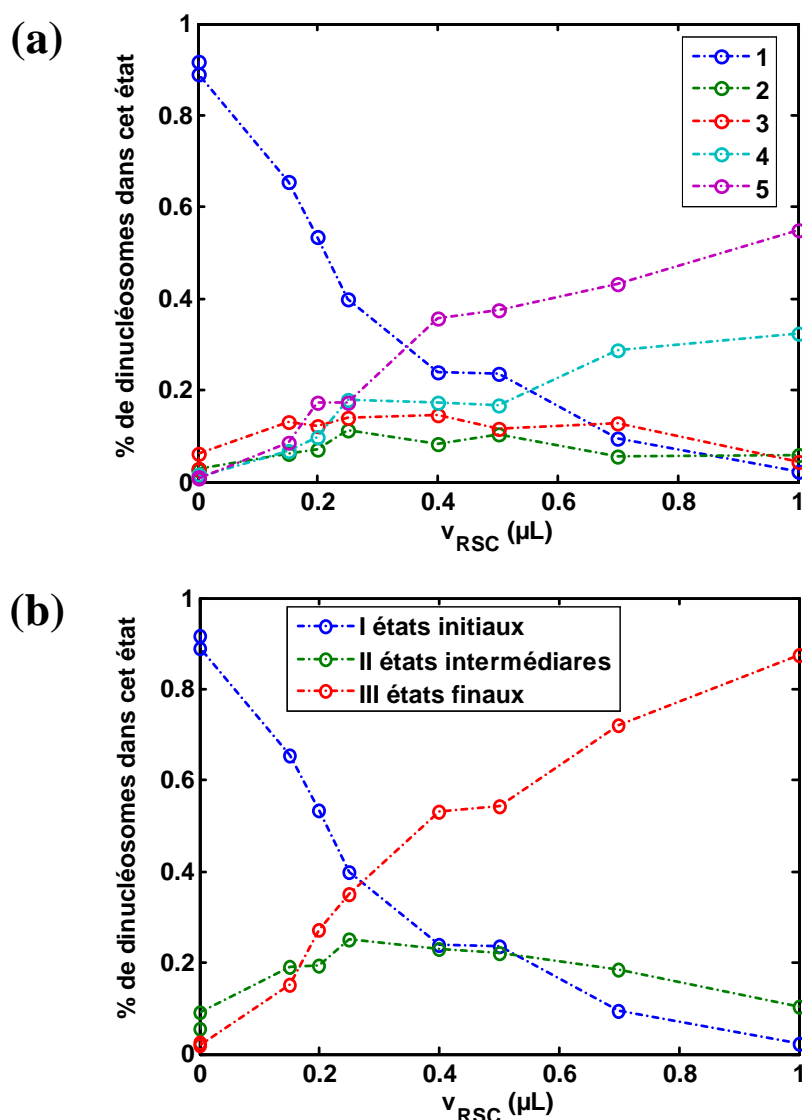 (a)
% de dinucléosomes dans cet état
1
0.8
0.6
0.4
0.2
0
0 0.2 0.4 0.6 0.8 1
vRSC (µL)
1
2
3
4
5
(b)
% de dinucléosomes dans cet état
1
0.8
0.6
0.4
0.2
0
0 0.2 0.4 0.6 0.8 1
vRSC (µL)
I états initiaux
II états intermédiares
III états finaux